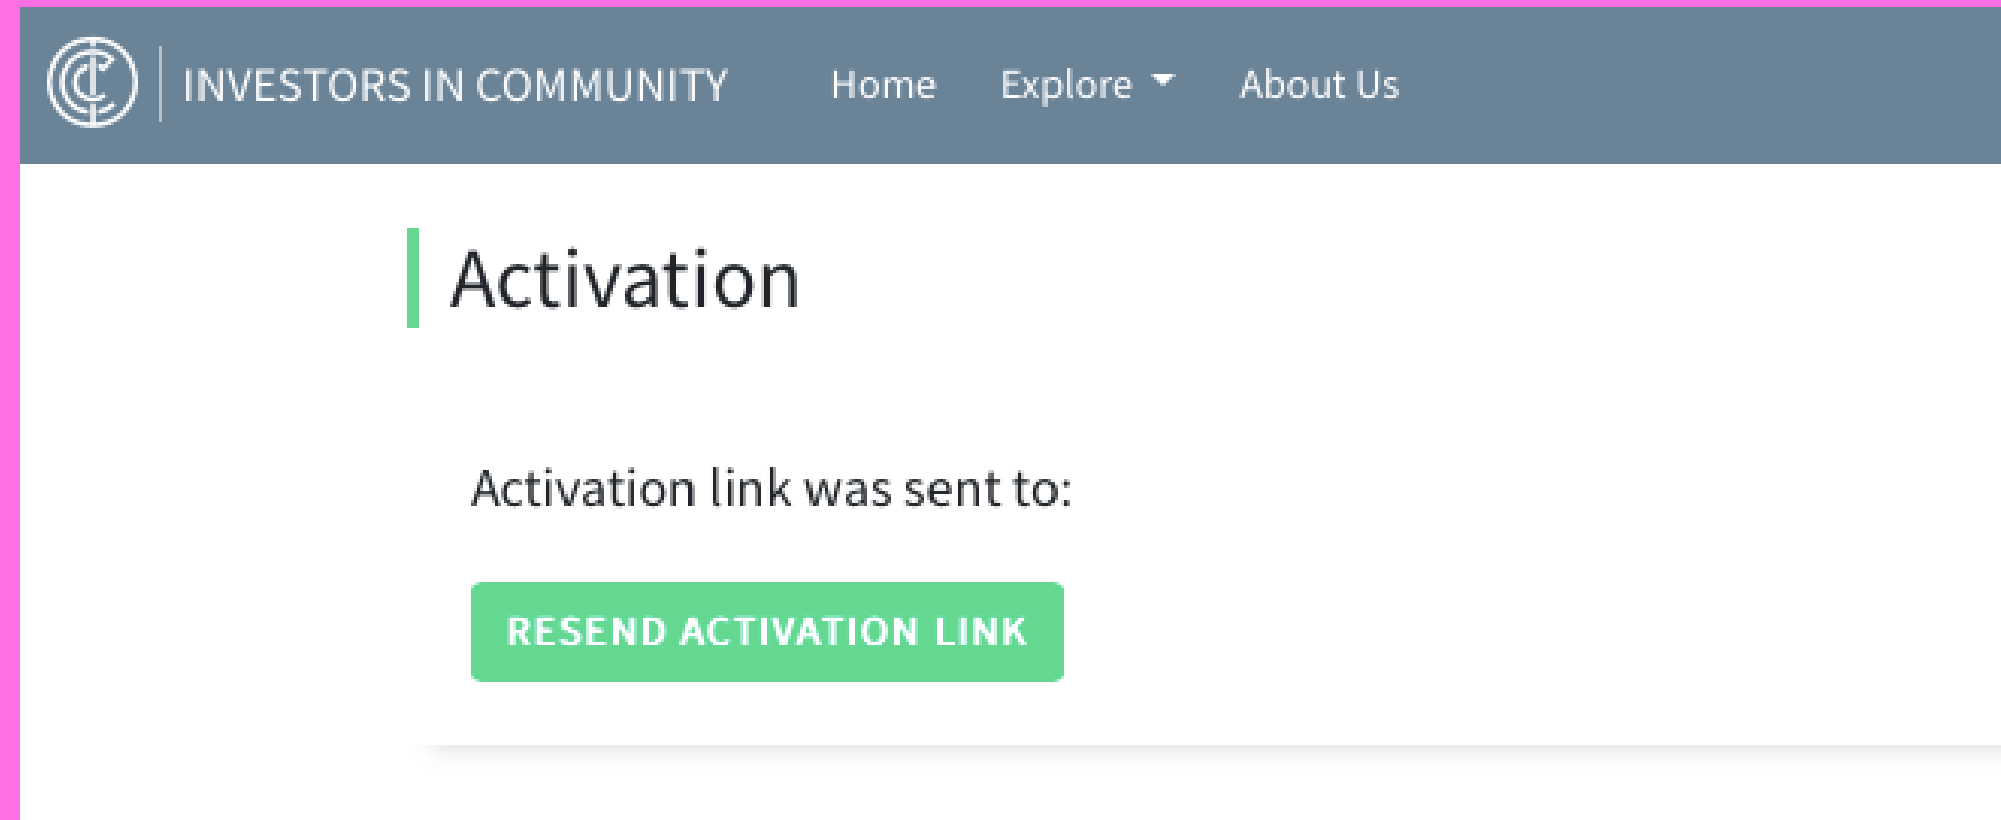 INVESTORS IN COMMUNITY Home Explore About Us
Activation
Activation link was sent to:
RESEND ACTIVATION LINK